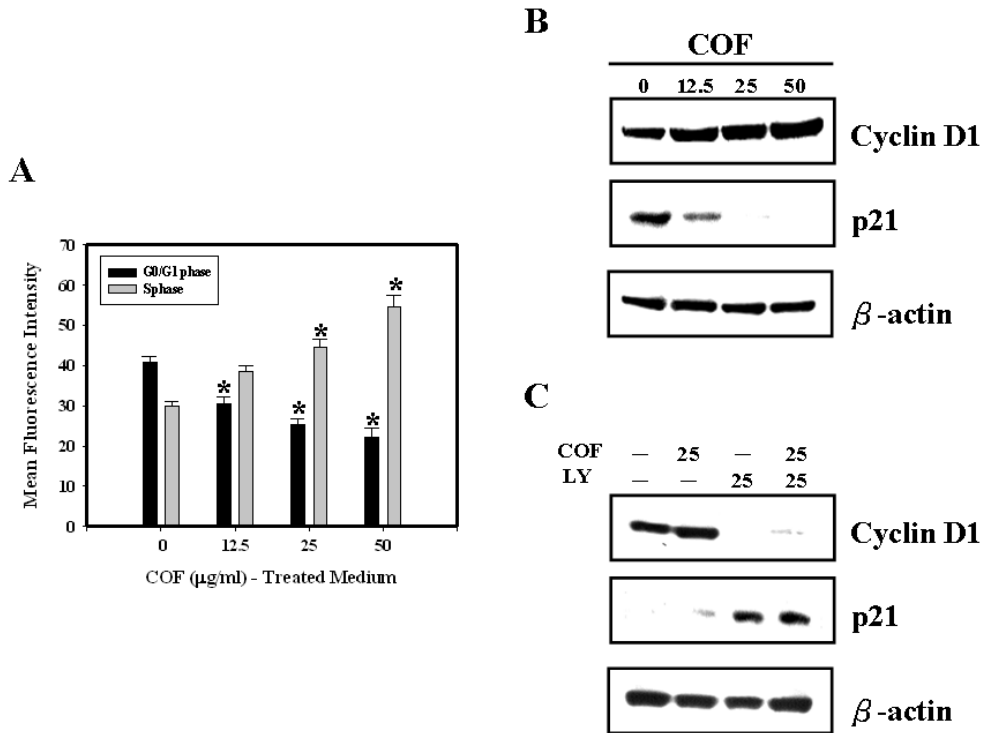 A
Mean Fluorescence Intensity
70
60
50
40
30
20
10
0
G0/G1 phase
Sphase
*
*
*
*
*
0
12.5
25
50
COF (μg/ml) - Treated Medium
B
COF
0 12.5 25 50
Cyclin D1
p21
β-actin
C
COF — 25 — 25
LY — — 25 25
Cyclin D1
p21
β-actin